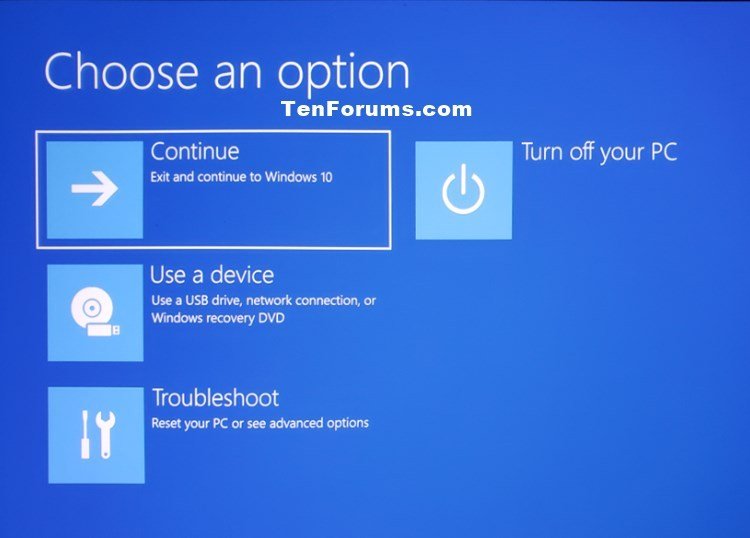 Choose an option
TenForums.com
Continue
Exit and continue to Windows 10
Turn off your PC
Use a device
Use a USB drive, network connection, or
Windows recovery DVD
Troubleshoot
Reset your PC or see advanced options